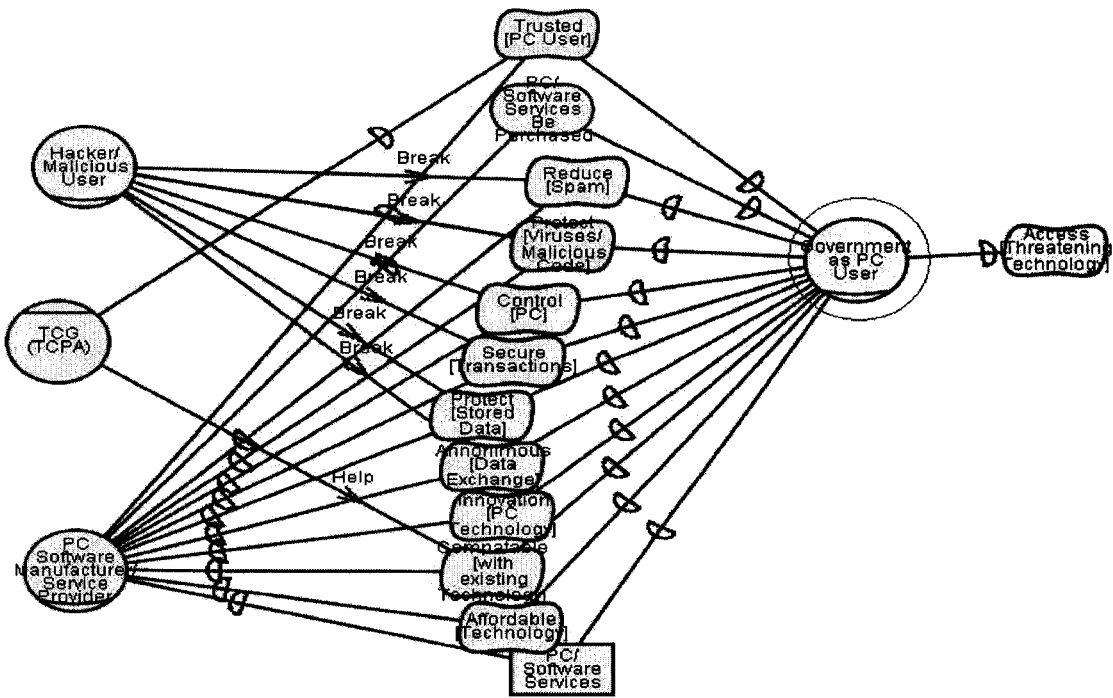 Trusted
[PC User]
PC/
Software
Services
Be
Purchased
Hacker/
Malicious
User
Break
Reduce
[Spam]
Break
Protect
[Viruses/
Malicious
Code]
Break
Government
as PC
User
Access
[Threatening
Technology]
Break
Control
[PC]
Break
TCG
(TCPA)
Break
Secure
[Transactions]
Protect
[Stored
Data]
Annonimous
[Data
Exchange]
Help
Innovation
[PC
Technology]
PC
Software
Manufacturer/
Service
Provider
Compatable
[with
existing
Technology]
Affordable
[Technology]
PC/
Software
Services